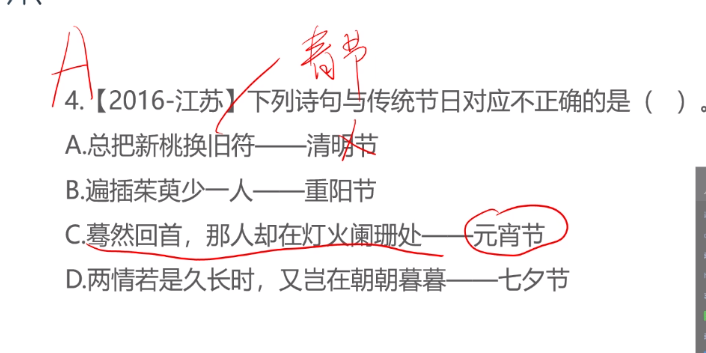 A
春节
4.【2016-江苏】下列诗句与传统节日对应不正确的是（ ）。
A.总把新桃换旧符——清明节
B.遍插茱萸少一人——重阳节
C.蓦然回首，那人却在灯火阑珊处——元宵节
D.两情若是久长时，又岂在朝朝暮暮——七夕节